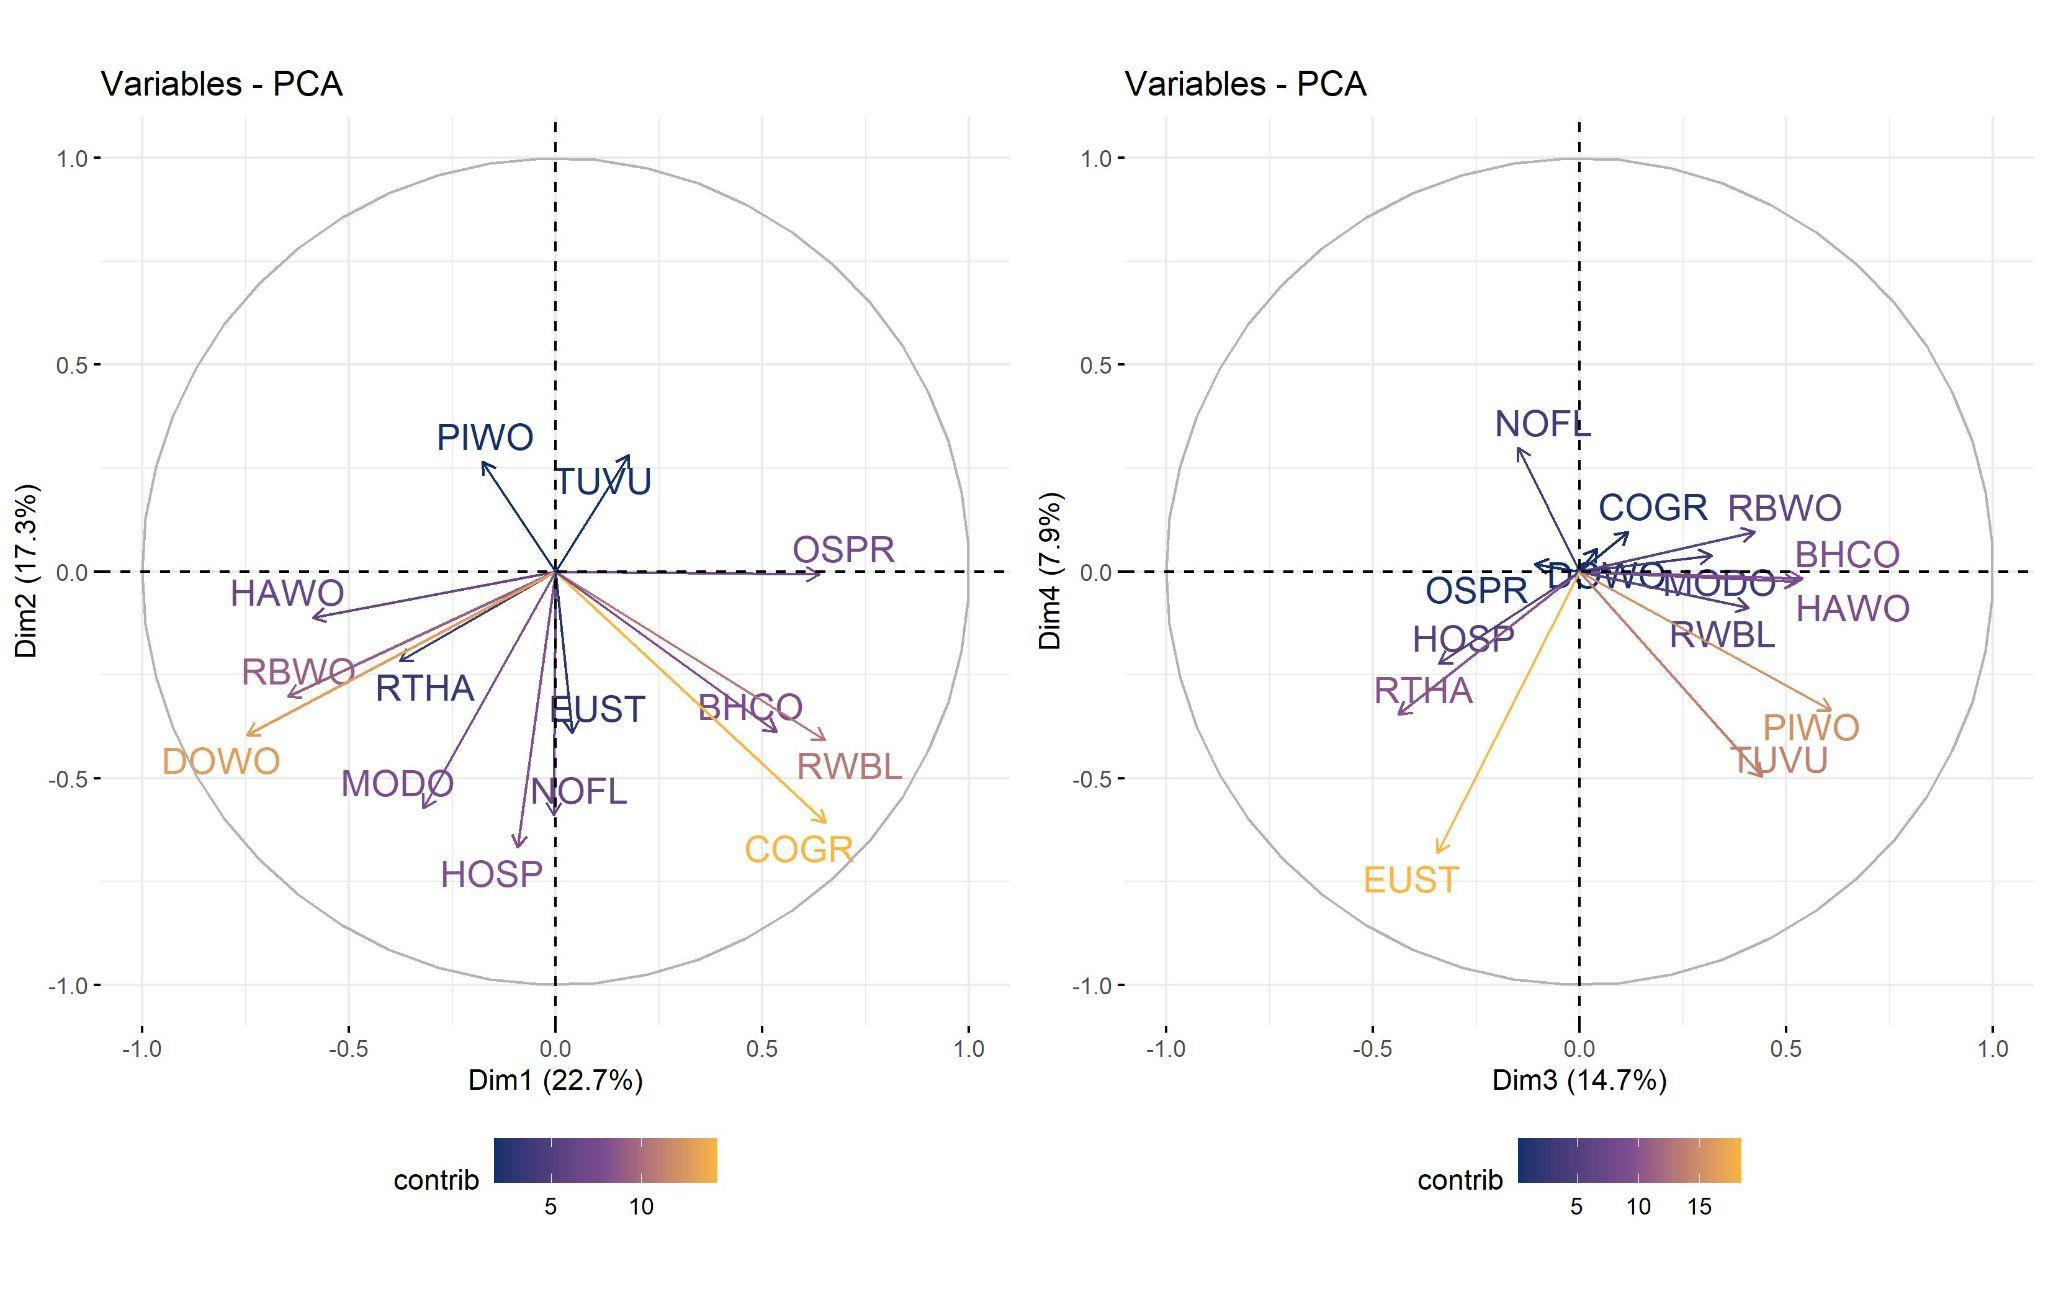 Variables - PCA
1.0
0.5
0.0
-0.5
-1.0
Dim2 (17.3%)
PIWO
TUVU
OSPR
HAWO
RBWO
RTHA
EUST
BHCO
DOWO
RWBL
MODO
NOFL
COGR
HOSP
-1.0 -0.5 0.0 0.5 1.0
Dim1 (22.7%)
contrib
5 10
Variables - PCA
1.0
0.5
0.0
-0.5
-1.0
Dim4 (7.9%)
NOFL
COGR
RBWO
BHCO
DOWO
MODO
OSPR
HAWO
HOSP
RWBL
RTHA
PIWO
TUVU
EUST
-1.0 -0.5 0.0 0.5 1.0
Dim3 (14.7%)
contrib
5 10 15